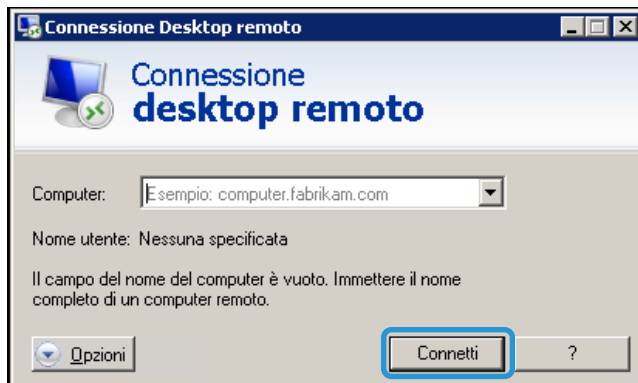 Connessione Desktop remoto
Connessione
desktop remoto
Computer: Esempio: computer.fabrikam.com
Nome utente: Nessuna specificata
Il campo del nome del computer è vuoto. Immettere il nome
completo di un computer remoto.
Opzioni Connetti ?